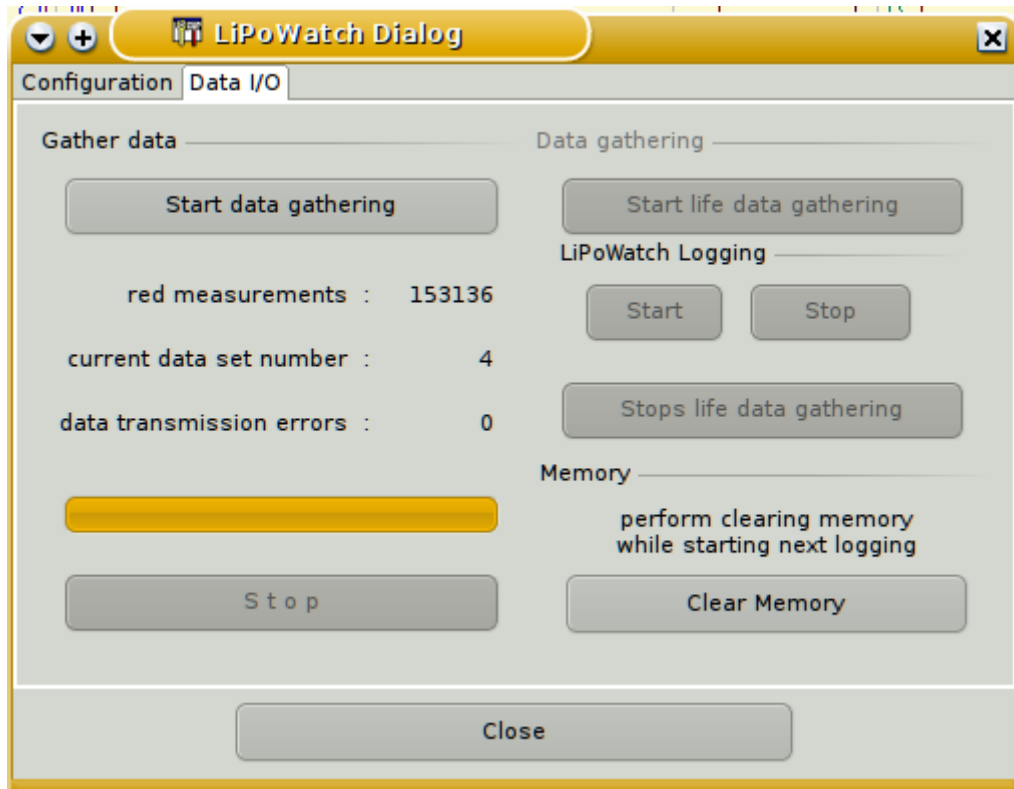 LiPoWatch Dialog
Configuration
Data I/O
Gather data
Start data gathering
red measurements : 153136
current data set number : 4
data transmission errors : 0
S t o p
Data gathering
Start life data gathering
LiPoWatch Logging
Start
Stop
Stops life data gathering
Memory
perform clearing memory
while starting next logging
Clear Memory
Close